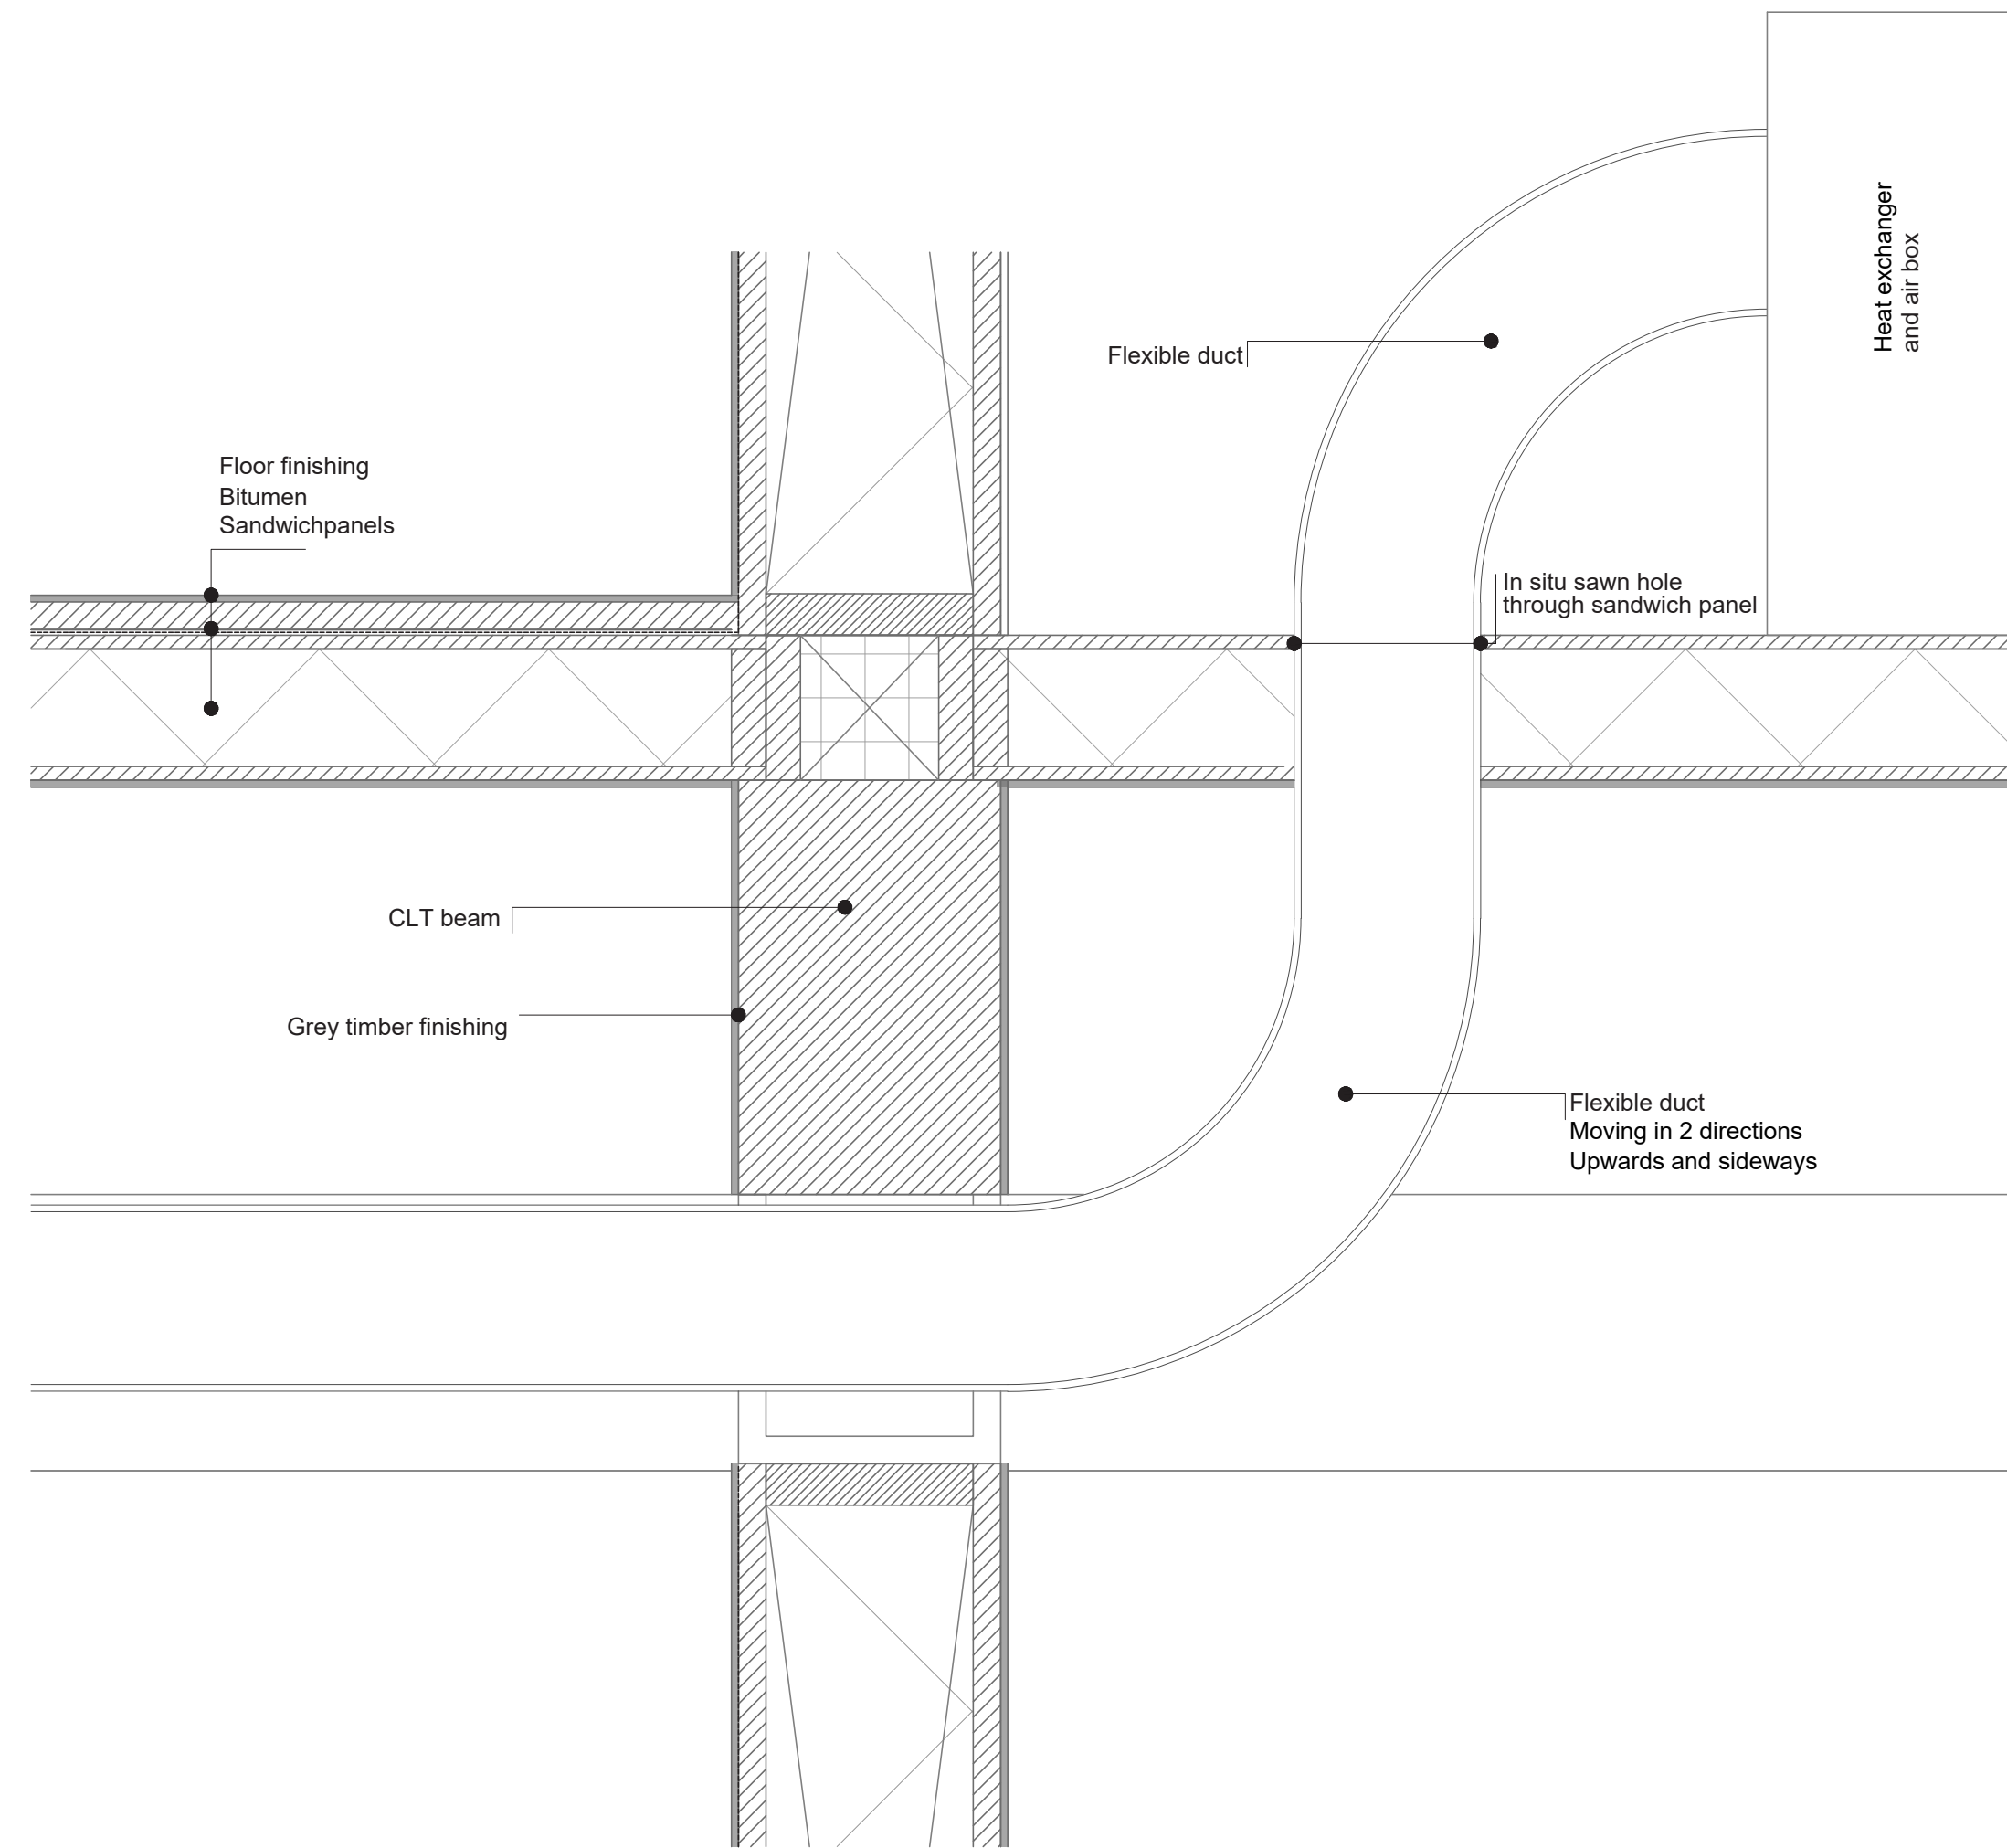 Heat exchanger
and air box
Flexible duct
Floor finishing
Bitumen
Sandwichpanels
In situ sawn hole
through sandwich panel
CLT beam
Grey timber finishing
Flexible duct
Moving in 2 directions
Upwards and sideways